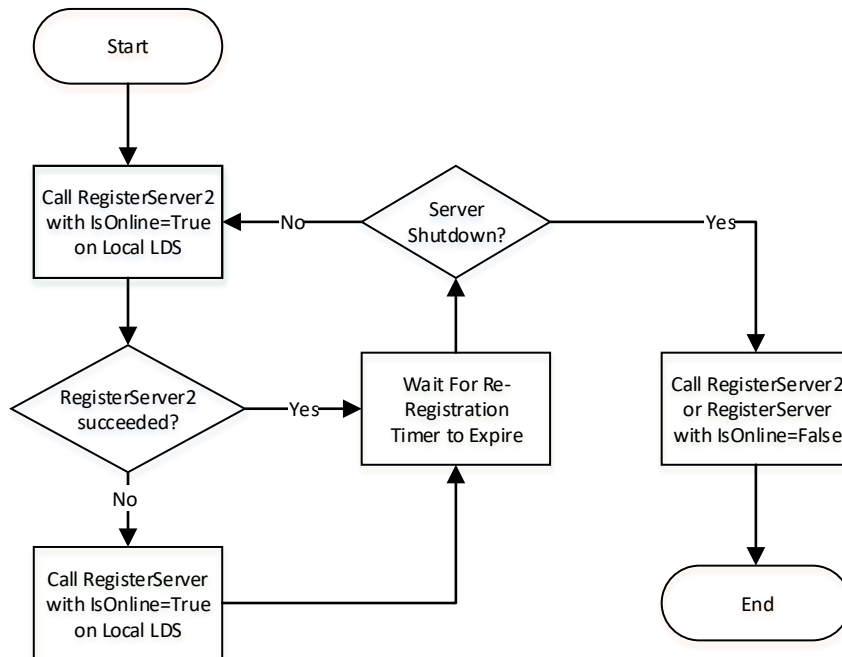 Start
Call RegisterServer2
with IsOnline=True
on Local LDS
No
Server
Shutdown?
Yes
RegisterServer2
succeeded?
Yes
Wait For Re-
Registration
Timer to Expire
Call RegisterServer2
or RegisterServer
with IsOnline=False
No
Call RegisterServer
with IsOnline=True
on Local LDS
End